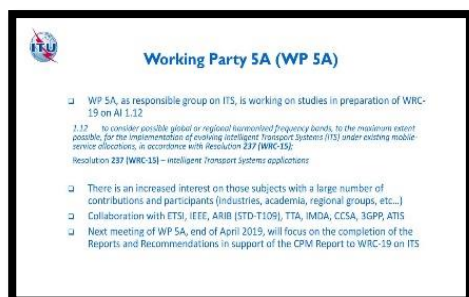 ITU
Working Party 5A (WP 5A)
WP 5A, as responsible group on ITS, is working on studies in preparation of WRC-
19 on AI 1.12
1.12 to consider possible global or regional harmonized frequency bands, to the maximum extent
possible, for the implementation of evolving Intelligent Transport Systems (ITS) under existing mobile-
service allocations, in accordance with Resolution 237 (WRC-15);
Resolution 237 (WRC-15) – Intelligent Transport Systems applications
There is an increased interest on those subjects with a large number of
contributions and participants (industries, academia, regional groups, etc...)
Collaboration with ETSI, IEEE, ARIB (STD-T109), TTA, IMDA, CCSA, 3GPP, ATIS
Next meeting of WP 5A, end of April 2019, will focus on the completion of the
Reports and Recommendations in support of the CPM Report to WRC-19 on ITS